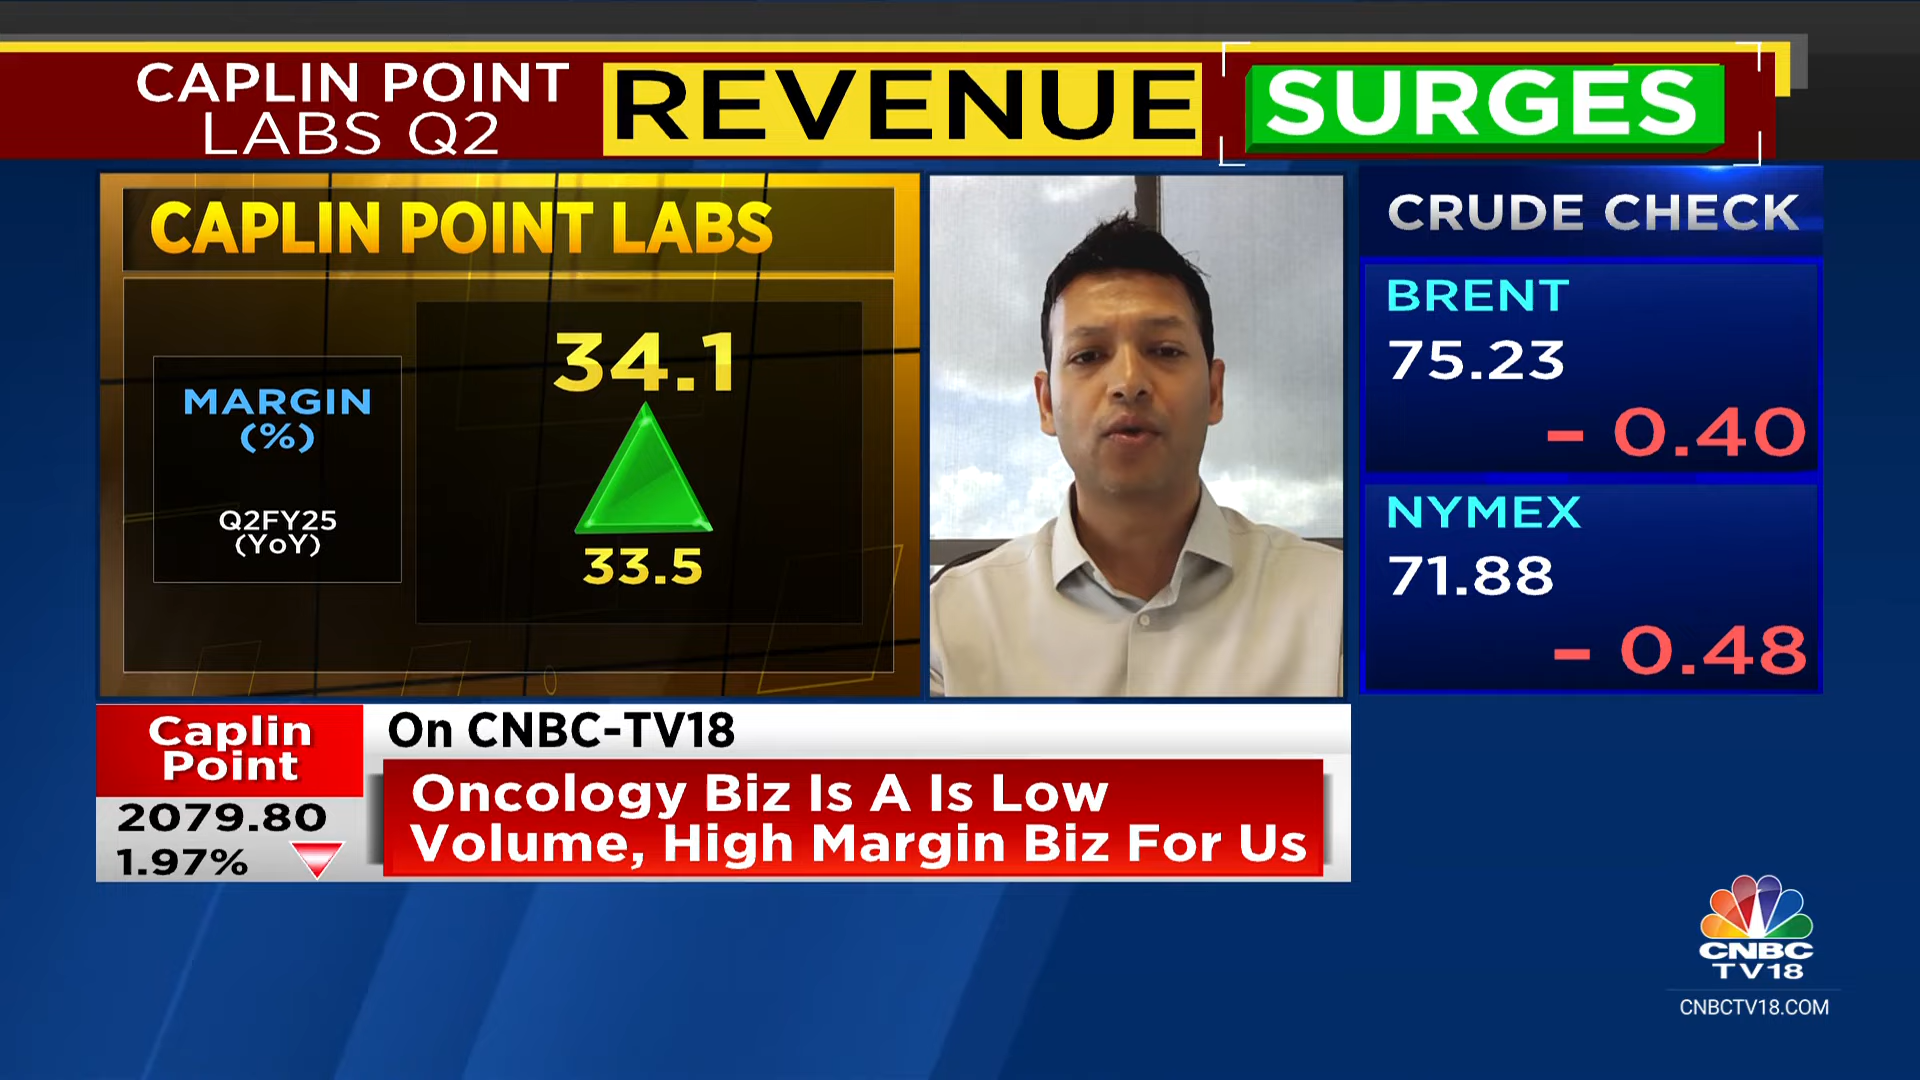 CAPLIN POINT
LABS Q2
REVENUE
SURGES
CAPLIN POINT LABS
MARGIN
(%)
Q2FY25
(YoY)
34.1
33.5
CRUDE CHECK
BRENT
75.23
- 0.40
NYMEX
71.88
- 0.48
Caplin
Point
2079.80
1.97%
On CNBC-TV18
Oncology Biz Is A Is Low
Volume, High Margin Biz For Us
CNBC
TV18
CNBCTV18.COM